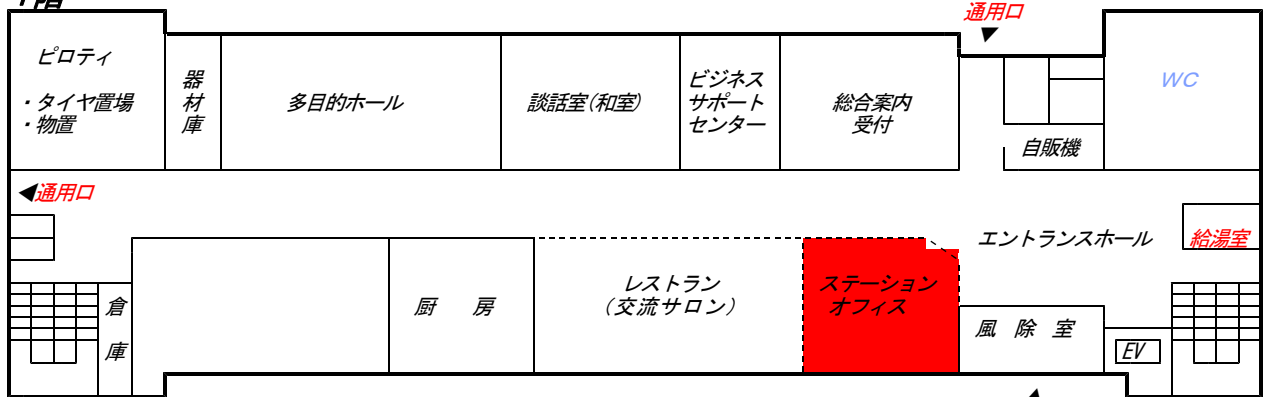 1階
通用口
ピロティ
・タイヤ置場
・物置
器材庫
多目的ホール
談話室(和室)
ビジネス
サポート
センター
総合案内
受付
WC
自販機
通用口
エントランスホール
給湯室
倉庫
厨　房
レストラン
(交流サロン)
ステーション
オフィス
風 除 室
EV